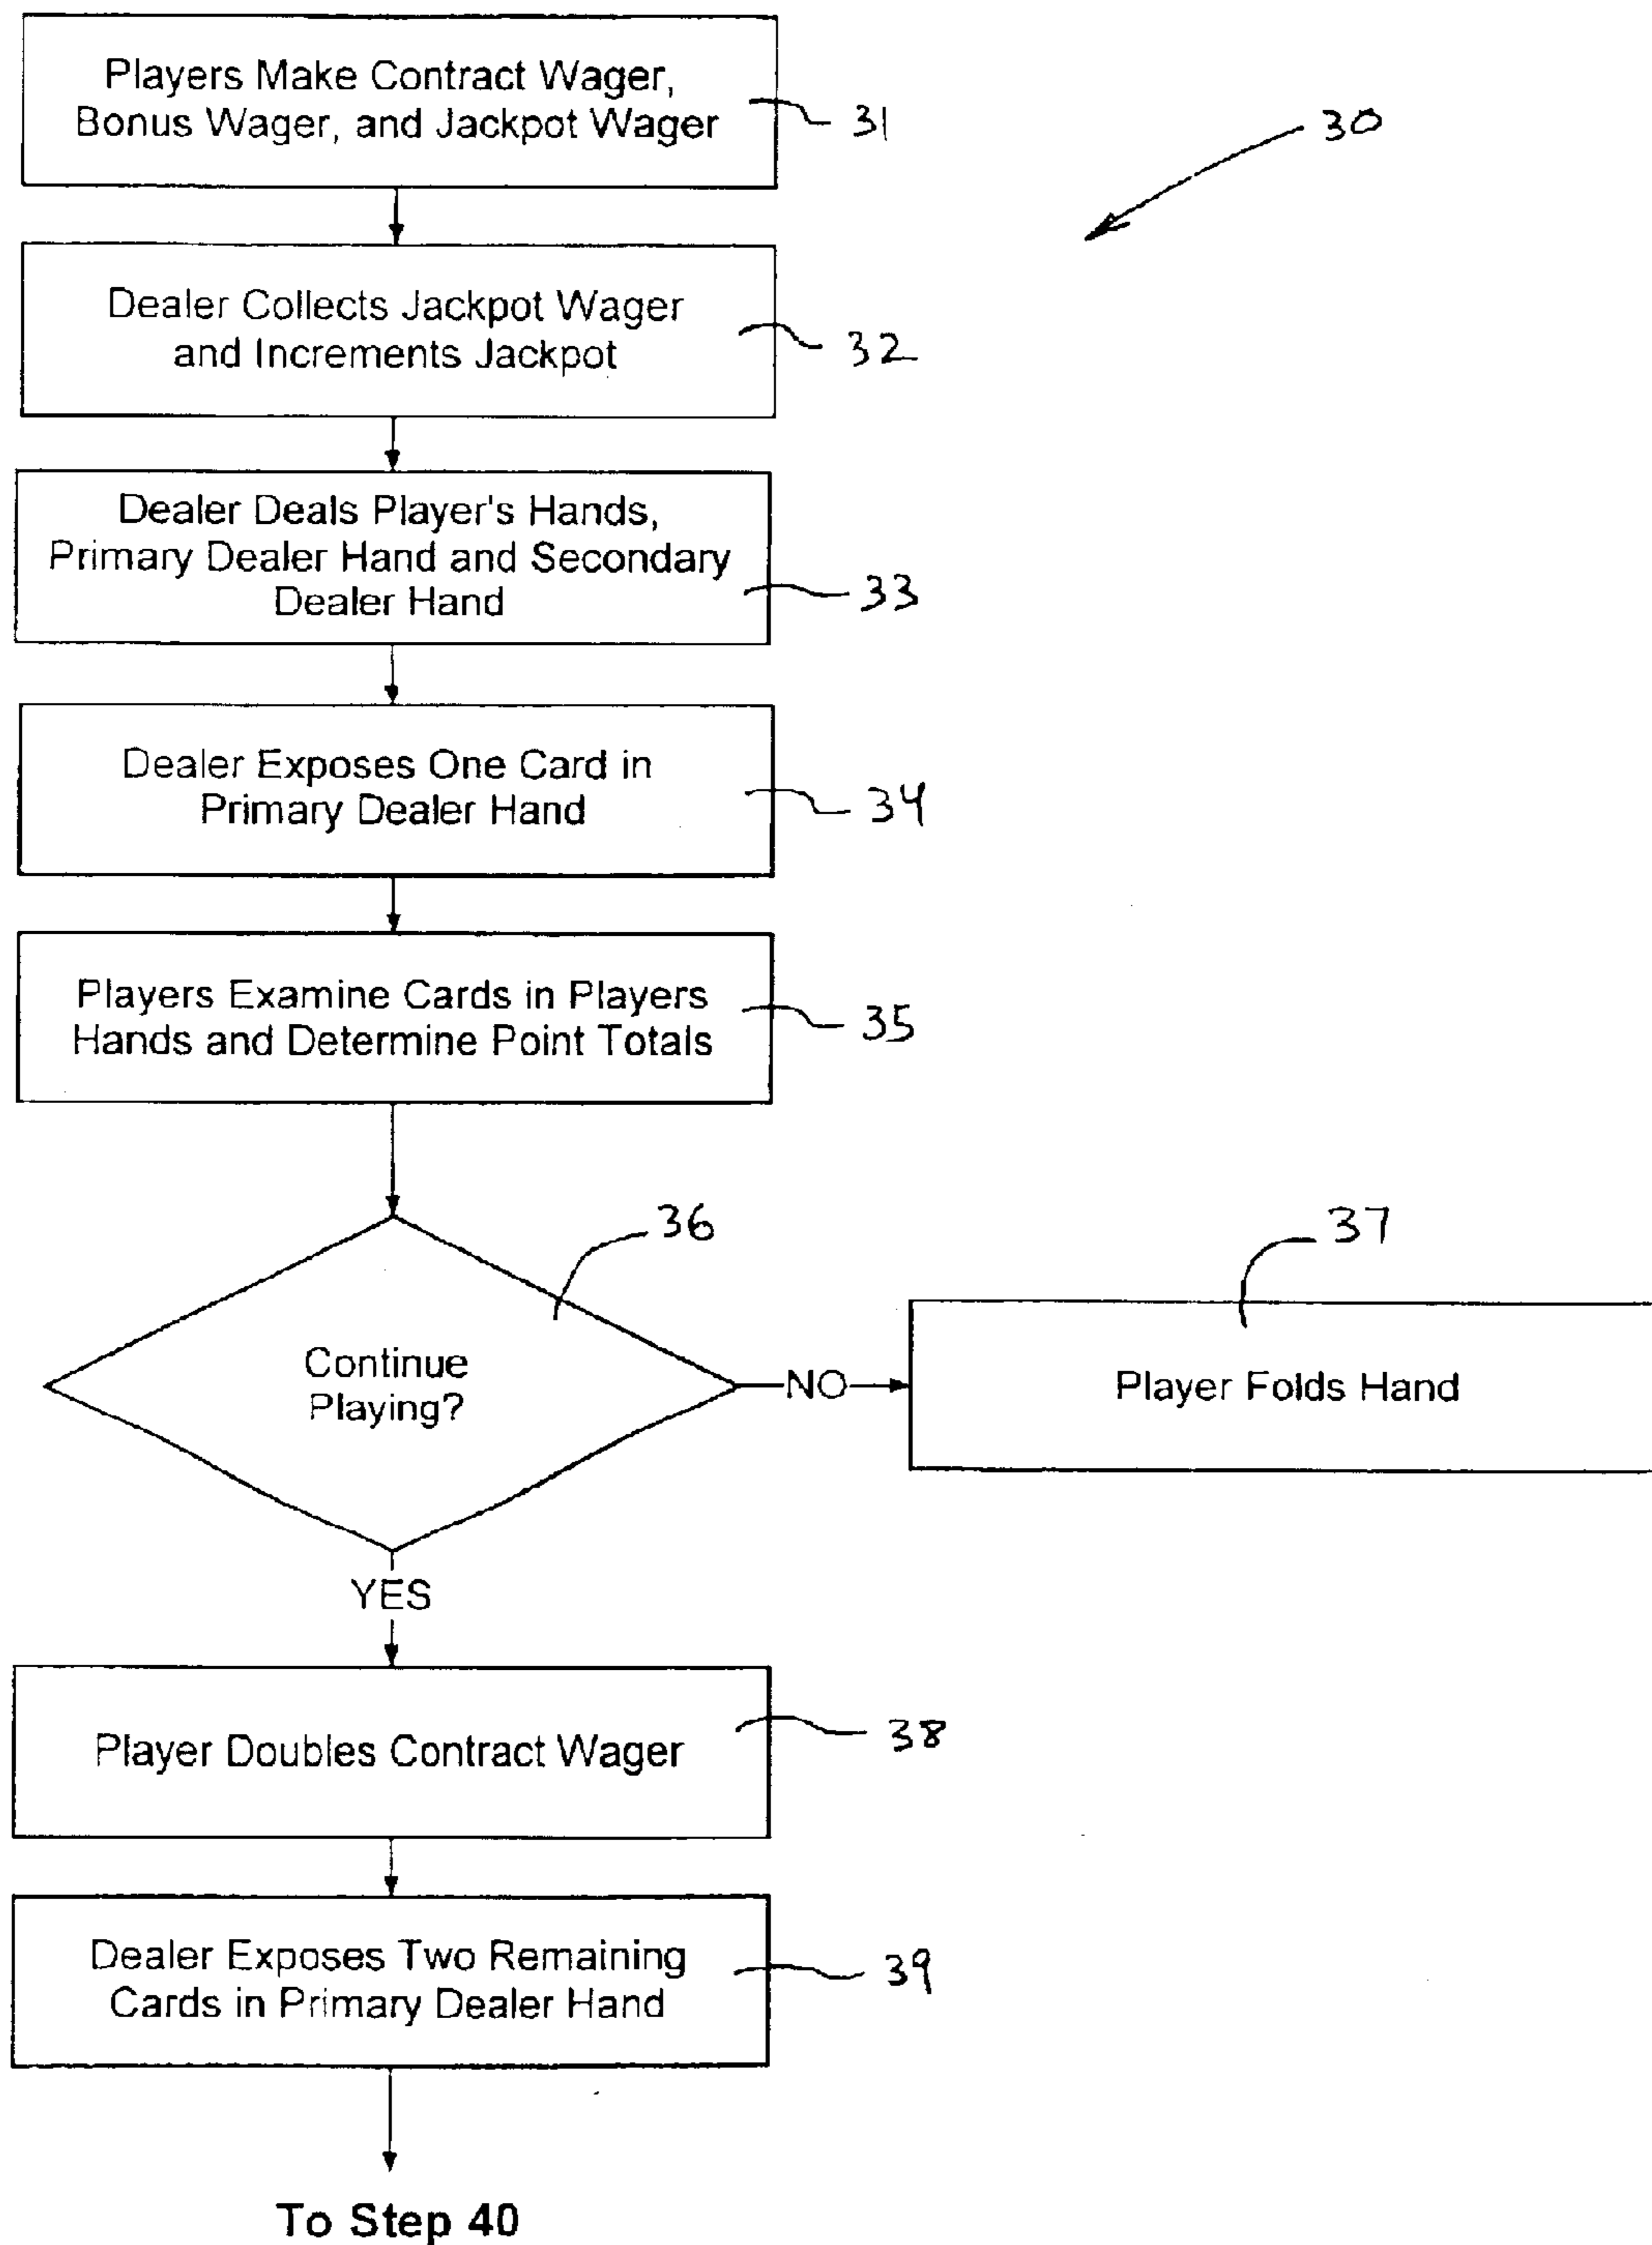 Players Make Contract Wager,
Bonus Wager, and Jackpot Wager
31
30
Dealer Collects Jackpot Wager
and Increments Jackpot
32
Dealer Deals Player's Hands,
Primary Dealer Hand and Secondary
Dealer Hand
33
Dealer Exposes One Card in
Primary Dealer Hand
34
Players Examine Cards in Players
Hands and Determine Point Totals
35
36
37
Continue
Playing?
NO
Player Folds Hand
YES
Player Doubles Contract Wager
38
Dealer Exposes Two Remaining
Cards in Primary Dealer Hand
39
To Step 40